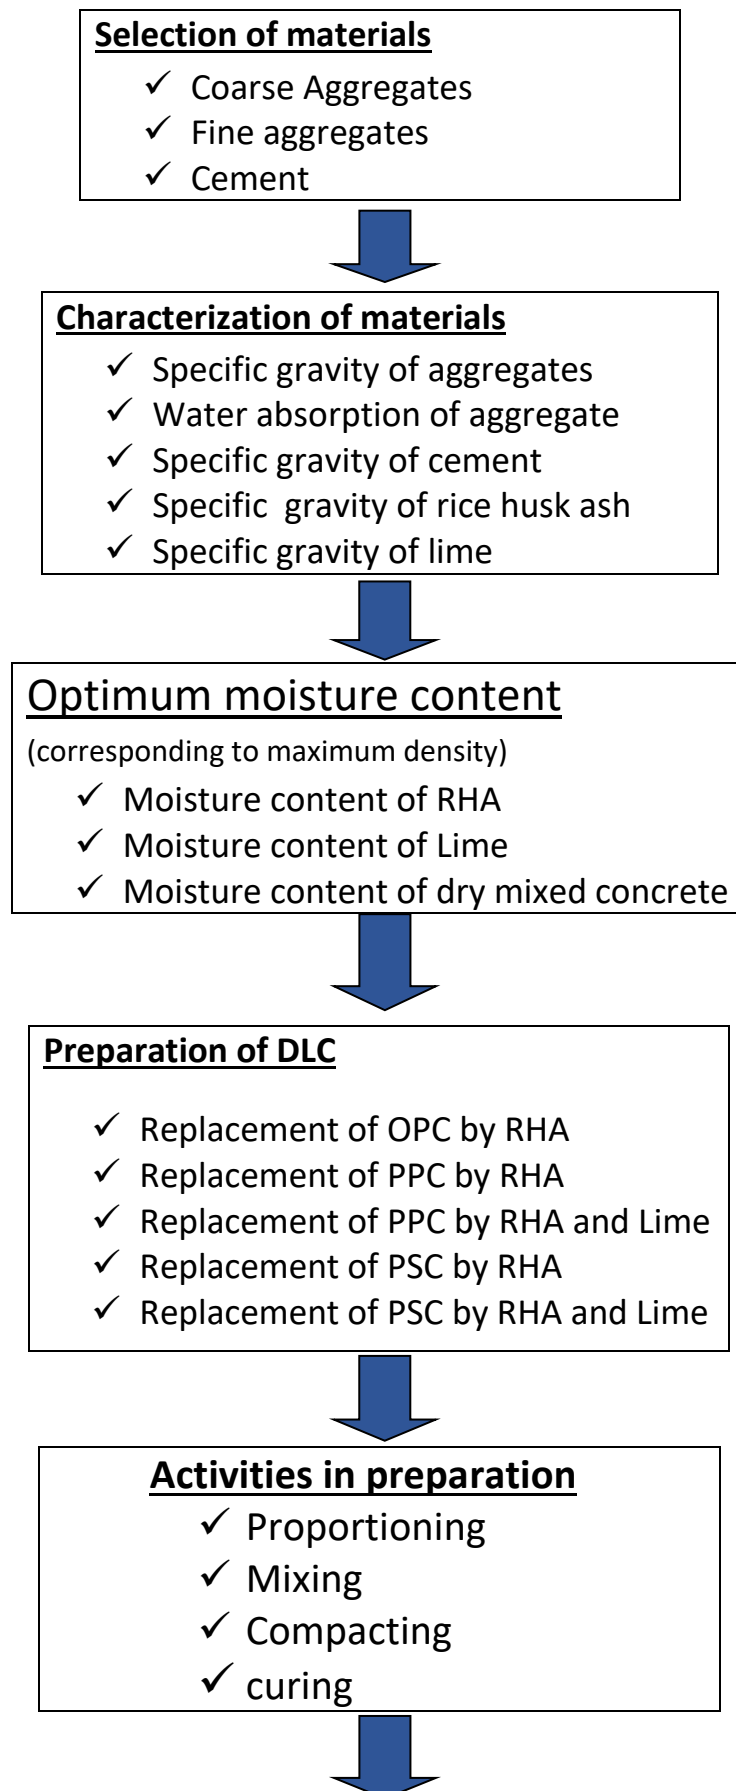 Selection of materials
✓ Coarse Aggregates
✓ Fine aggregates
✓ Cement
Characterization of materials
✓ Specific gravity of aggregates
✓ Water absorption of aggregate
✓ Specific gravity of cement
✓ Specific  gravity of rice husk ash
✓ Specific gravity of lime
Optimum moisture content
(corresponding to maximum density)
✓ Moisture content of RHA
✓ Moisture content of Lime
✓ Moisture content of dry mixed concrete
Preparation of DLC
✓ Replacement of OPC by RHA
✓ Replacement of PPC by RHA
✓ Replacement of PPC by RHA and Lime
✓ Replacement of PSC by RHA
✓ Replacement of PSC by RHA and Lime
Activities in preparation
✓ Proportioning
✓ Mixing
✓ Compacting
✓ curing